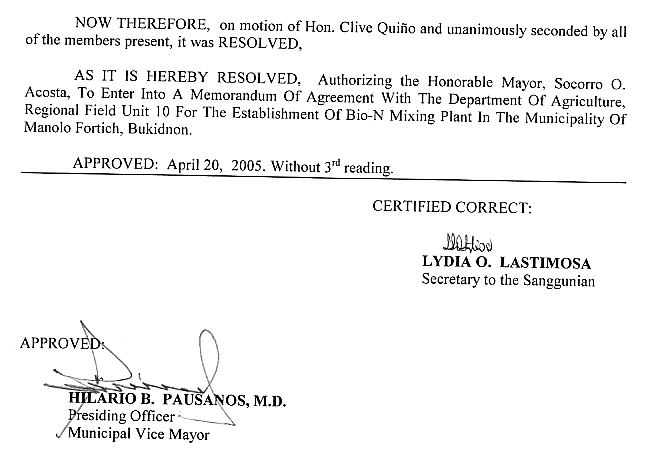 NOW THEREFORE, on motion of Hon. Clive Quiño and unanimously seconded by all
of the members present, it was RESOLVED,
AS IT IS HEREBY RESOLVED, Authorizing the Honorable Mayor, Socorro O.
Acosta, To Enter Into A Memorandum Of Agreement With The Department Of Agriculture,
Regional Field Unit 10 For The Establishment Of Bio-N Mixing Plant In The Municipality Of
Manolo Fortich, Bukidnon.
APPROVED: April 20, 2005. Without 3rd reading.
CERTIFIED CORRECT:
LYDIA O. LASTIMOSA
Secretary to the Sanggunian
APPROVED:
HILARIO B. PAUSANOS, M.D.
Presiding Officer
Municipal Vice Mayor